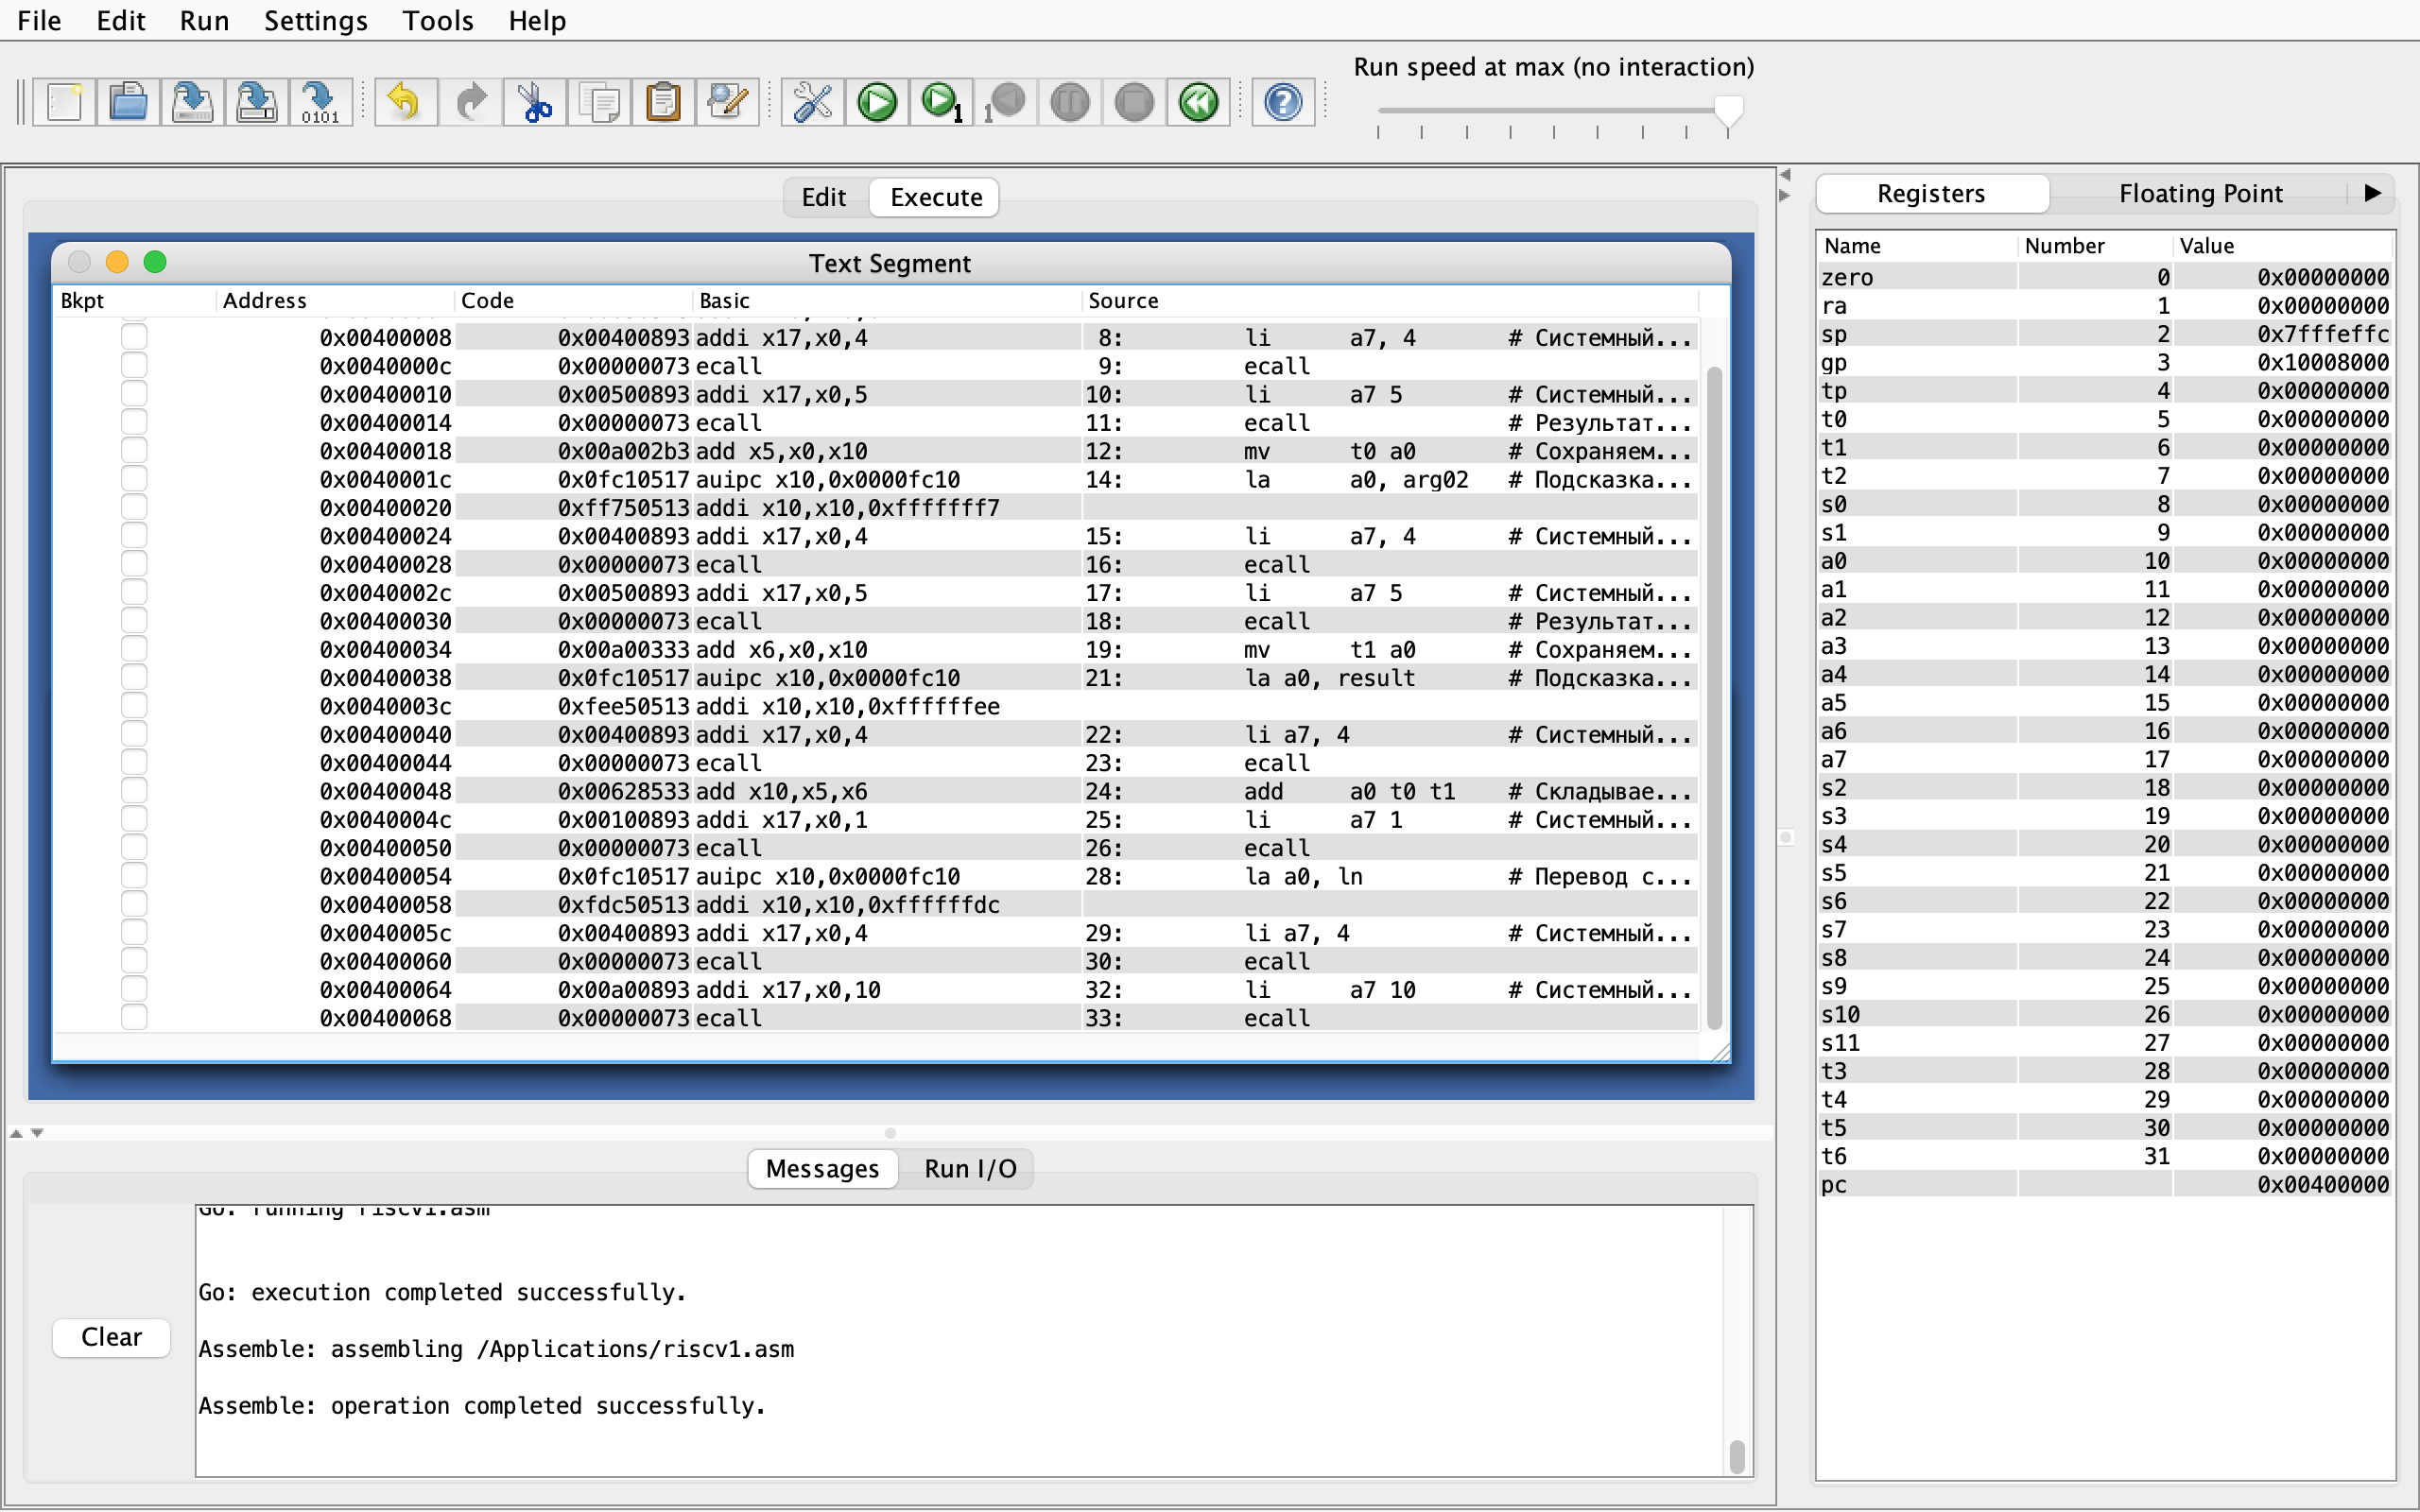 File Edit Run Settings Tools Help
Run speed at max (no interaction)
0101 1 1 ?
Edit Execute
Text Segment
Bkpt Address Code Basic Source
0x00400008 0x00400893 addi x17,x0,4 8: li a7, 4 # Системный...
0x0040000c 0x00000073 ecall 9: ecall
0x00400010 0x00500893 addi x17,x0,5 10: li a7 5 # Системный...
0x00400014 0x00000073 ecall 11: ecall # Результат...
0x00400018 0x00a002b3 add x5,x0,x10 12: mv t0 a0 # Сохраняем...
0x0040001c 0x0fc10517 auipc x10,0x0000fc10 14: la a0, arg02 # Подсказка...
0x00400020 0xff750513 addi x10,x10,0xfffffff7
0x00400024 0x00400893 addi x17,x0,4 15: li a7, 4 # Системный...
0x00400028 0x00000073 ecall 16: ecall
0x0040002c 0x00500893 addi x17,x0,5 17: li a7 5 # Системный...
0x00400030 0x00000073 ecall 18: ecall # Результат...
0x00400034 0x00a00333 add x6,x0,x10 19: mv t1 a0 # Сохраняем...
0x00400038 0x0fc10517 auipc x10,0x0000fc10 21: la a0, result # Подсказка...
0x0040003c 0xfee50513 addi x10,x10,0xffffffee
0x00400040 0x00400893 addi x17,x0,4 22: li a7, 4 # Системный...
0x00400044 0x00000073 ecall 23: ecall
0x00400048 0x00628533 add x10,x5,x6 24: add a0 t0 t1 # Складывае...
0x0040004c 0x00100893 addi x17,x0,1 25: li a7 1 # Системный...
0x00400050 0x00000073 ecall 26: ecall
0x00400054 0x0fc10517 auipc x10,0x0000fc10 28: la a0, ln # Перевод с...
0x00400058 0xfdc50513 addi x10,x10,0xffffffdc
0x0040005c 0x00400893 addi x17,x0,4 29: li a7, 4 # Системный...
0x00400060 0x00000073 ecall 30: ecall
0x00400064 0x00a00893 addi x17,x0,10 32: li a7 10 # Системный...
0x00400068 0x00000073 ecall 33: ecall
Messages Run I/O
Go: running riscv1.asm
Go: execution completed successfully.
Clear
Assemble: assembling /Applications/riscv1.asm
Assemble: operation completed successfully.
Registers Floating Point
Name Number Value
zero 0 0x00000000
ra 1 0x00000000
sp 2 0x7fffeffc
gp 3 0x10008000
tp 4 0x00000000
t0 5 0x00000000
t1 6 0x00000000
t2 7 0x00000000
s0 8 0x00000000
s1 9 0x00000000
a0 10 0x00000000
a1 11 0x00000000
a2 12 0x00000000
a3 13 0x00000000
a4 14 0x00000000
a5 15 0x00000000
a6 16 0x00000000
a7 17 0x00000000
s2 18 0x00000000
s3 19 0x00000000
s4 20 0x00000000
s5 21 0x00000000
s6 22 0x00000000
s7 23 0x00000000
s8 24 0x00000000
s9 25 0x00000000
s10 26 0x00000000
s11 27 0x00000000
t3 28 0x00000000
t4 29 0x00000000
t5 30 0x00000000
t6 31 0x00000000
pc 0x00400000